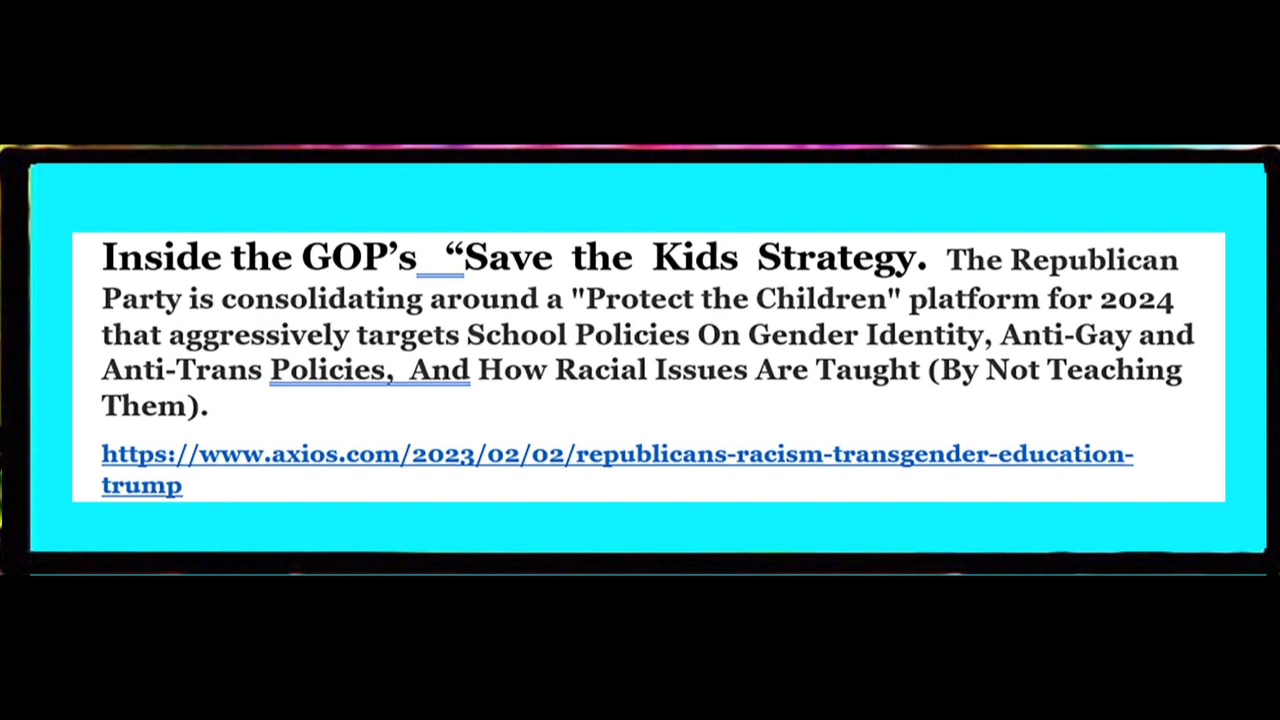 Inside the GOP’s “Save the Kids Strategy. The Republican
Party is consolidating around a "Protect the Children" platform for 2024
that aggressively targets School Policies On Gender Identity, Anti-Gay and
Anti-Trans Policies, And How Racial Issues Are Taught (By Not Teaching
Them).
https://www.axios.com/2023/02/02/republicans-racism-transgender-education-
trump